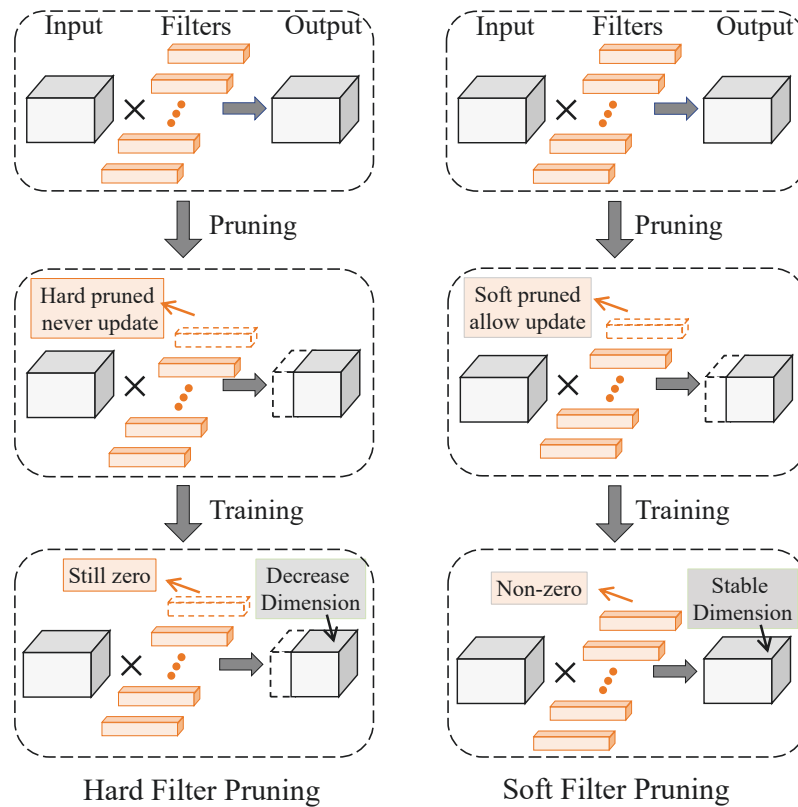 Input Filters Output
Pruning
Hard pruned
never update
Training
Still zero
Decrease
Dimension
Hard Filter Pruning
Input Filters Output
Pruning
Soft pruned
allow update
Training
Non-zero
Stable
Dimension
Soft Filter Pruning